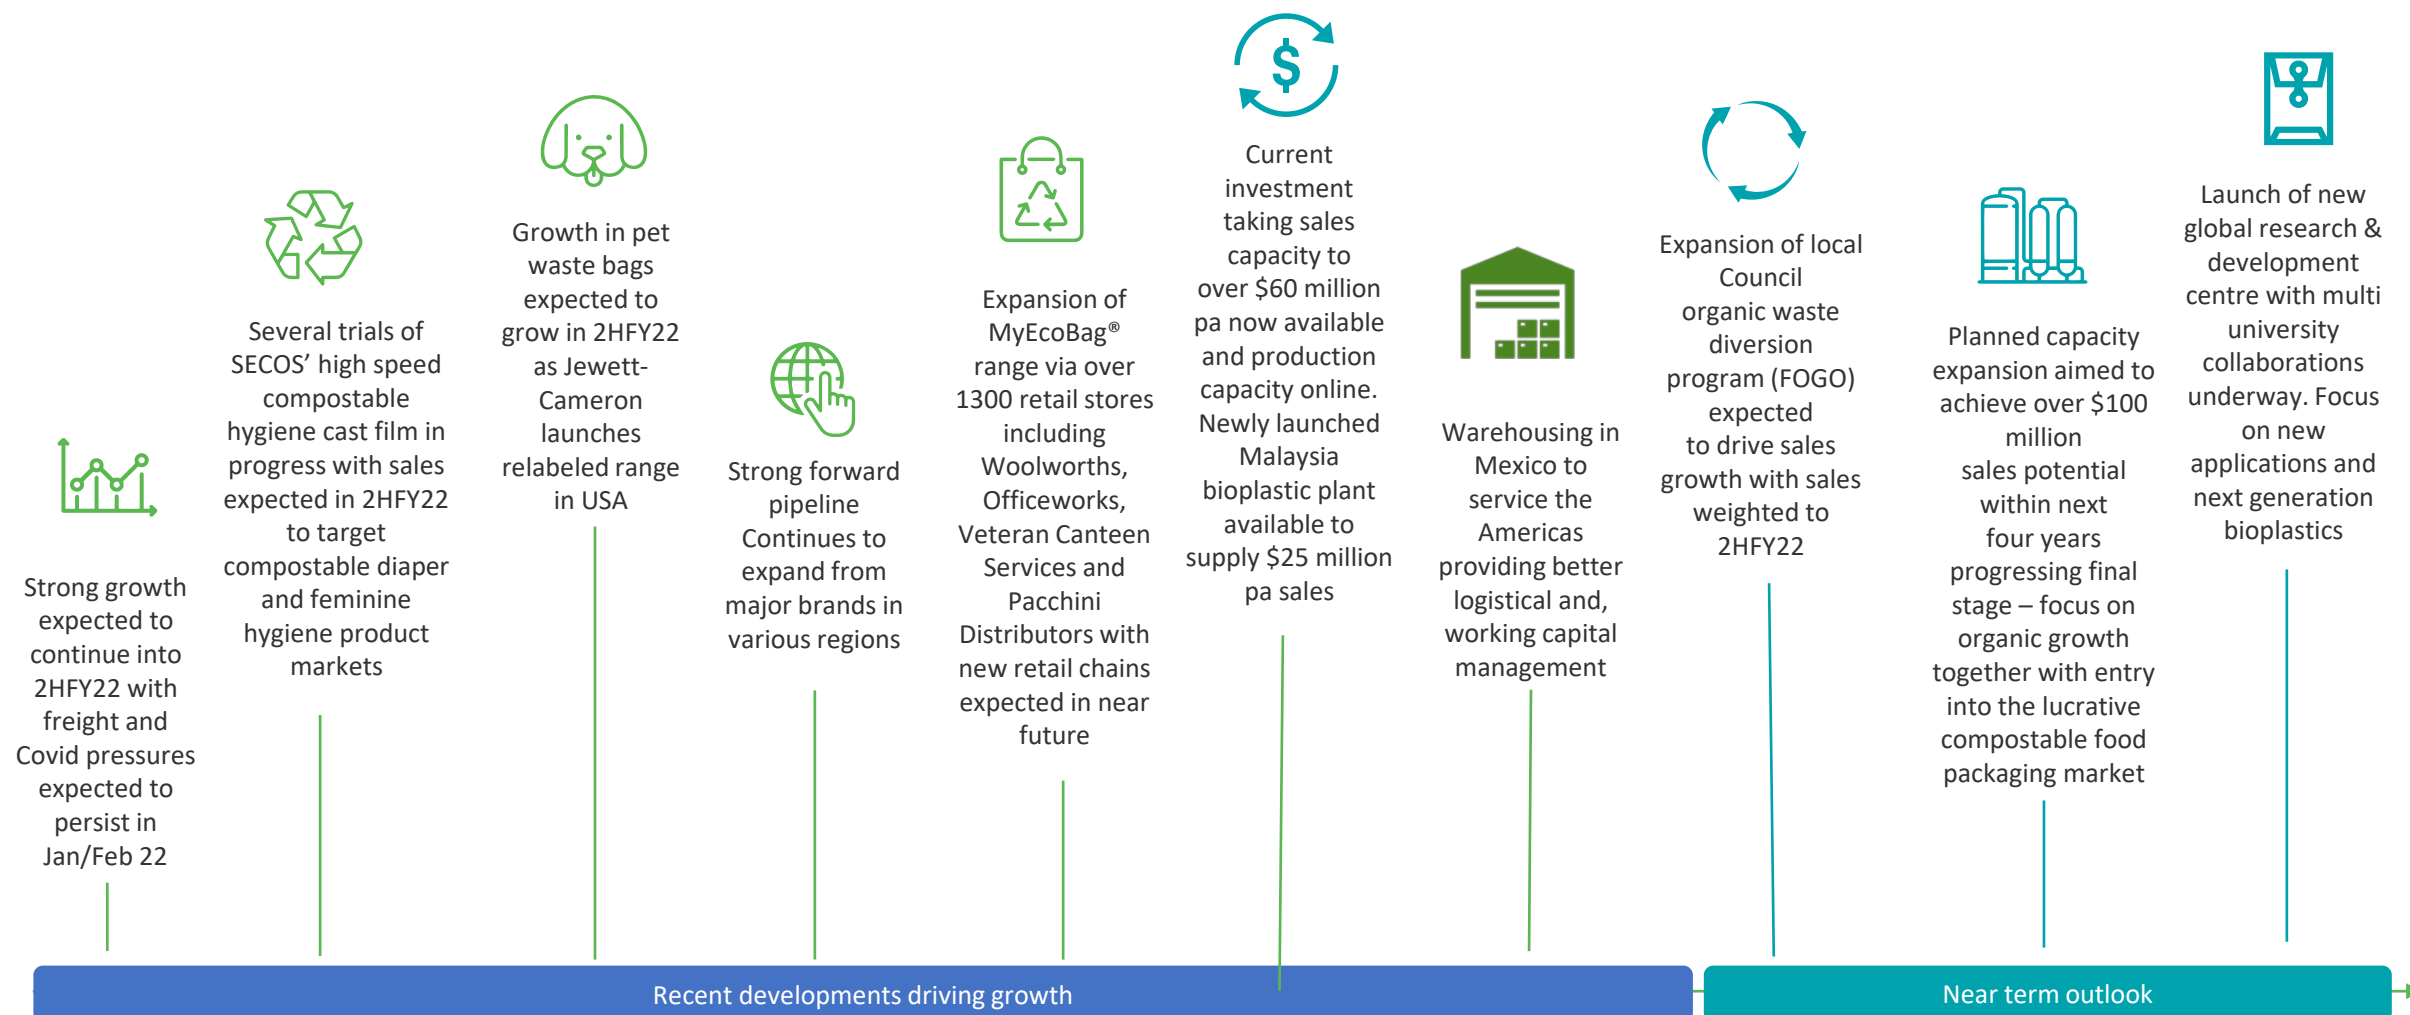 Strong growth
expected to
continue into
2HFY22 with
freight and
Covid pressures
expected to
persist in
Jan/Feb 22
Several trials of
SECOS’ high speed
compostable
hygiene cast film in
progress with sales
expected in 2HFY22
to target
compostable diaper
and feminine
hygiene product
markets
Growth in pet
waste bags
expected to
grow in 2HFY22
as Jewett-
Cameron
launches
relabeled range
in USA
Strong forward
pipeline
Continues to
expand from
major brands in
various regions
Expansion of
MyEcoBag®
range via over
1300 retail stores
including
Woolworths,
Officeworks,
Veteran Canteen
Services and
Pacchini
Distributors with
new retail chains
expected in near
future
$
Current
investment
taking sales
capacity to
over $60 million
pa now available
and production
capacity online.
Newly launched
Malaysia
bioplastic plant
available to
supply $25 million
pa sales
Warehousing in
Mexico to
service the
Americas
providing better
logistical and,
working capital
management
Expansion of local
Council
organic waste
diversion
program (FOGO)
expected
to drive sales
growth with sales
weighted to
2HFY22
Planned capacity
expansion aimed to
achieve over $100
million
sales potential
within next
four years
progressing final
stage – focus on
organic growth
together with entry
into the lucrative
compostable food
packaging market
Launch of new
global research &
development
centre with multi
university
collaborations
underway. Focus
on new
applications and
next generation
bioplastics
Recent developments driving growth
Near term outlook